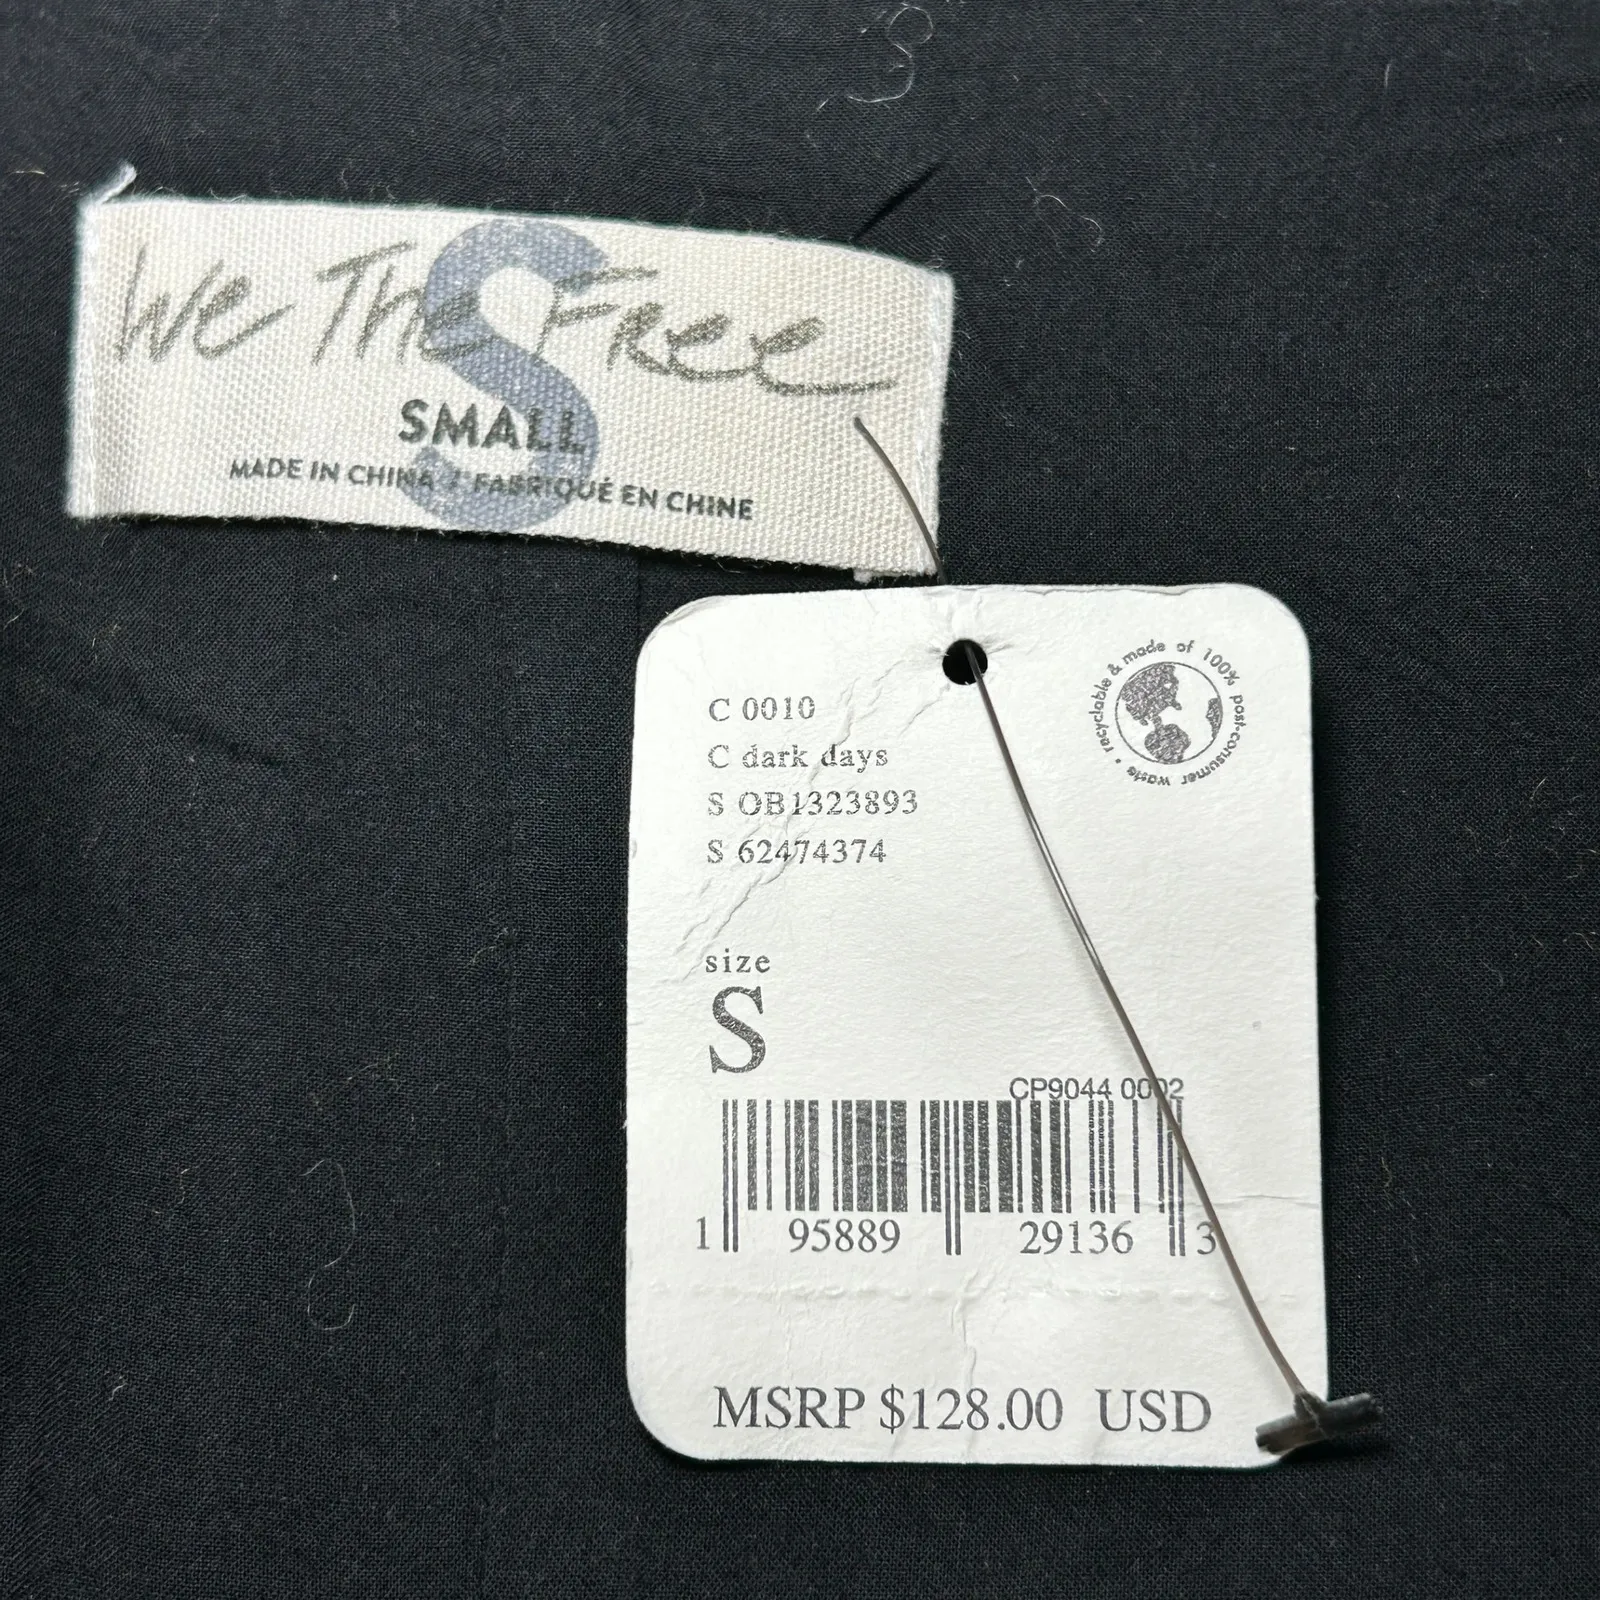 We The Free
S
SMALL
MADE IN CHINA / FABRIQUÉ EN CHINE
recyclable & made of 100% post-consumer waste •
C 0010
C dark days
S OB1323893
S 62474374
size
S
CP9044 0002
1 95889 29136 3
MSRP $128.00 USD